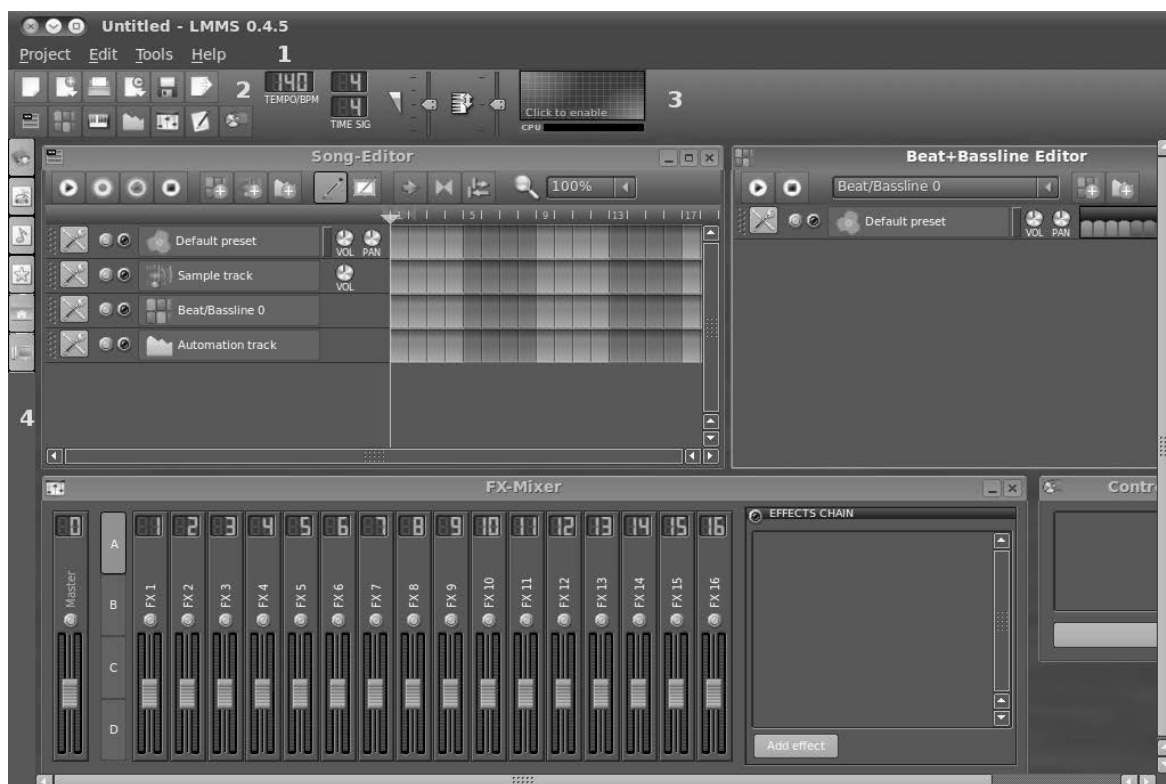 Untitled - LMMS 0.4.5
Project Edit Tools Help 1
2 140 TEMPO/BPM 4 4 TIME SIG Click to enable CPU 3
Song-Editor
100%
1 5 9 13 17
Default preset VOL PAN
Sample track VOL
Beat/Bassline 0
Automation track
Beat+Bassline Editor
Beat/Bassline 0
Default preset VOL PAN
4
FX-Mixer
0 1 2 3 4 5 6 7 8 9 10 11 12 13 14 15 16
Master FX 1 FX 2 FX 3 FX 4 FX 5 FX 6 FX 7 FX 8 FX 9 FX 10 FX 11 FX 12 FX 13 FX 14 FX 15 FX 16
A
B
C
D
EFFECTS CHAIN
Add effect
Contr